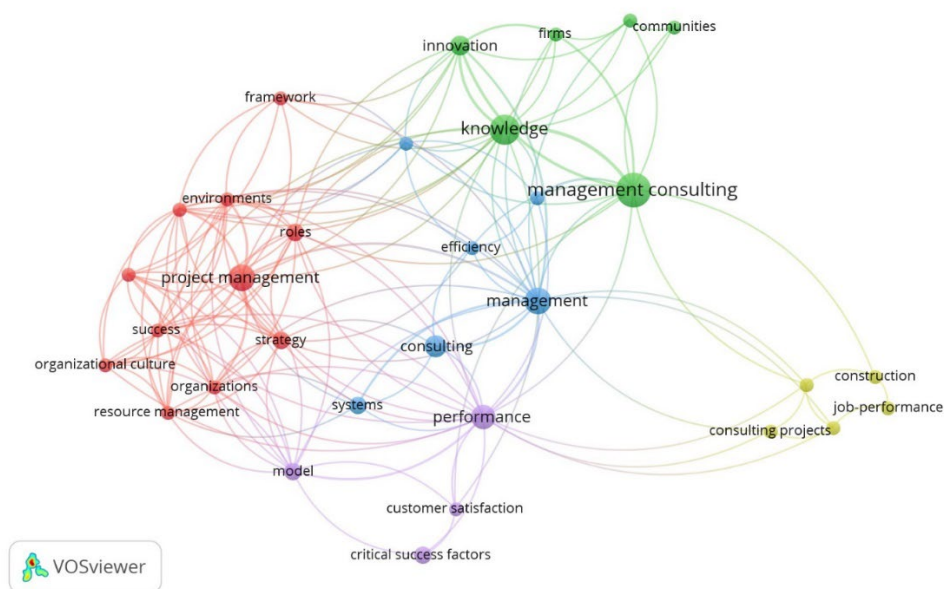 communities
firms
innovation
framework
knowledge
management consulting
environments
roles
efficiency
project management
management
success
strategy
consulting
organizational culture
construction
organizations
systems
job-performance
resource management
performance
consulting projects
model
customer satisfaction
critical success factors
VOSviewer